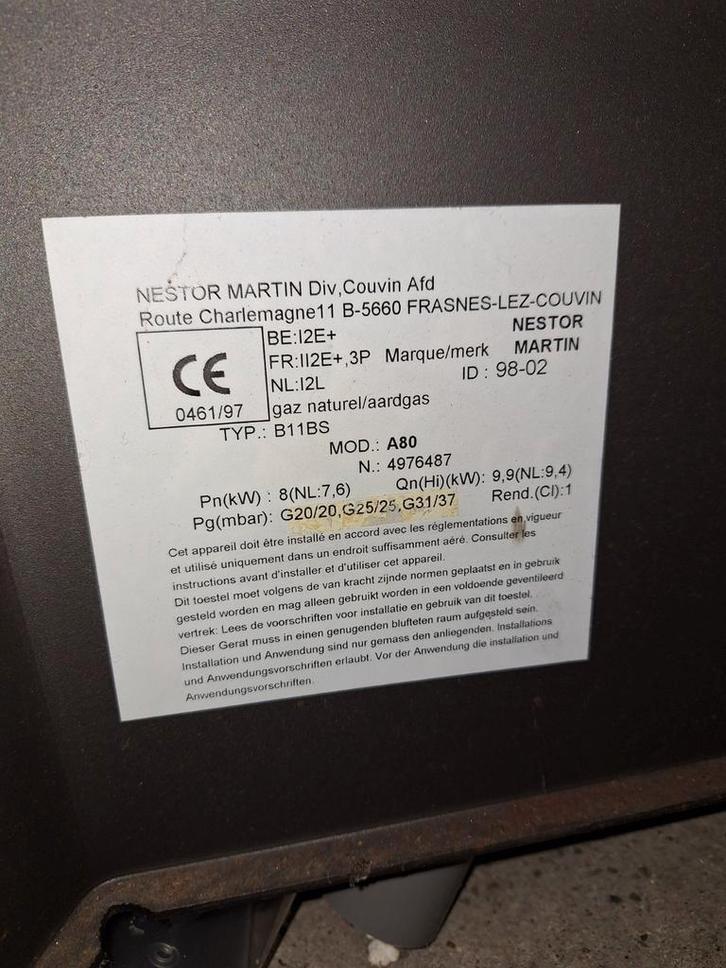 NESTOR MARTIN Div,Couvin Afd
Route Charlemagne11 B-5660 FRASNES-LEZ-COUVIN
CE
0461/97
BE:I2E+
FR:II2E+,3P
NL:I2L
gaz naturel/aardgas
Marque/merk
NESTOR
MARTIN
ID : 98-02
TYP.: B11BS
MOD.: A80
N.: 4976487
Pn(kW) : 8(NL:7,6) Qn(Hi)(kW): 9,9(NL:9,4)
Pg(mbar): G20/20,G25/25,G31/37 Rend.(CI):1
Cet appareil doit être installé en accord avec les réglementations en vigueur
et utilisé uniquement dans un endroit suffisamment aéré. Consulter les
instructions avant d'installer et d'utiliser cet appareil.
Dit toestel moet volgens de van kracht zijnde normen geplaatst en in gebruik
gesteld worden en mag alleen gebruikt worden in een voldoende geventileerd
vertrek: Lees de voorschriften voor installatie en gebruik van dit toestel.
Dieser Gerat muss in einen genugenden blufteten raum aufgesteld sein.
Installation und Anwendung sind nur gemass den anliegenden. Installations
und Anwendungsvorschriften erlaubt. Vor der Anwendung die installation und
Anwendungsvorschriften.